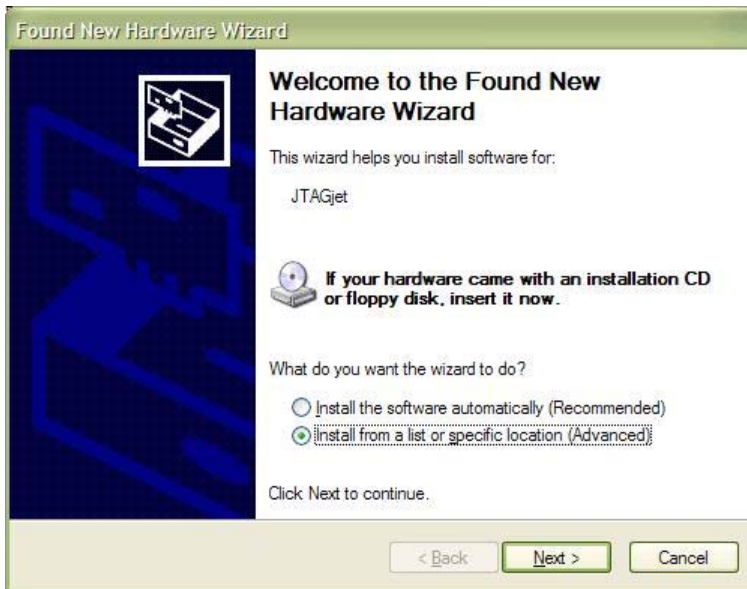 Found New Hardware Wizard
Welcome to the Found New
Hardware Wizard
This wizard helps you install software for:
JTAGjet
If your hardware came with an installation CD
or floppy disk, insert it now.
What do you want the wizard to do?
Install the software automatically (Recommended)
Install from a list or specific location (Advanced)
Click Next to continue.
< Back Next > Cancel